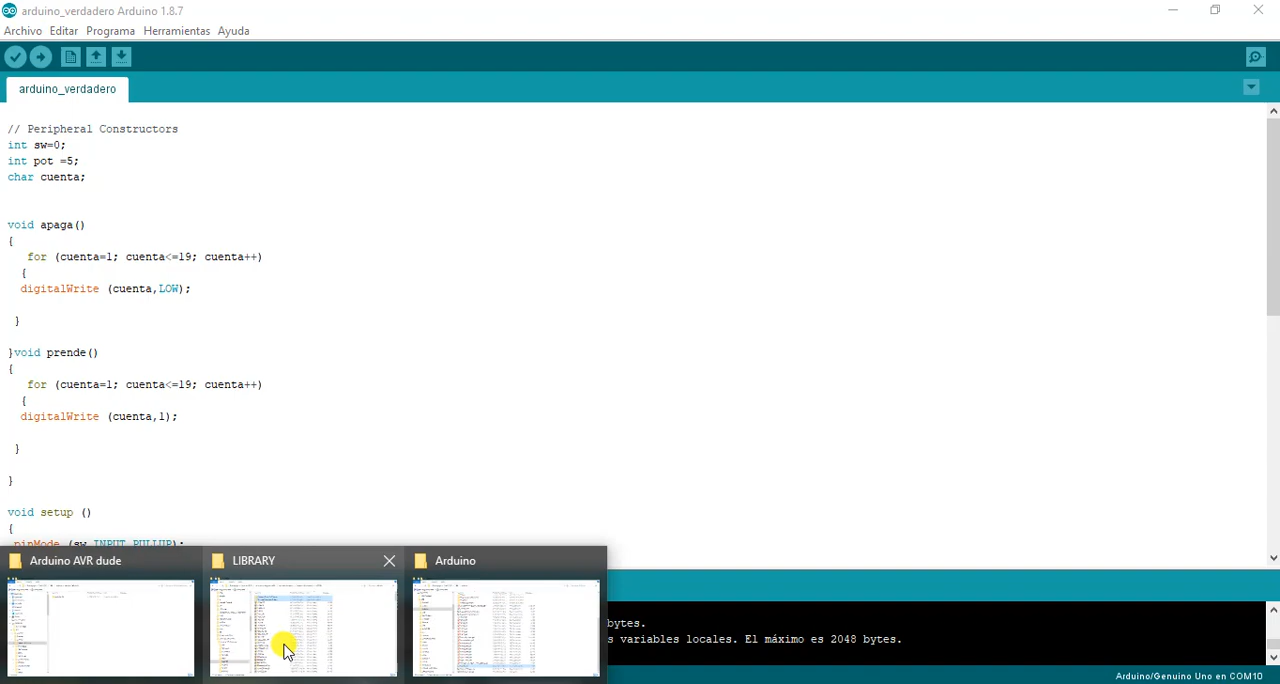 arduino_verdadero Arduino 1.8.7
Archivo Editar Programa Herramientas Ayuda
arduino_verdadero
// Peripheral Constructors
int sw=0;
int pot =5;
char cuenta;
void apaga()
{
for (cuenta=1; cuenta<=19; cuenta++)
{
digitalWrite (cuenta,LOW);
}
}void prende()
{
for (cuenta=1; cuenta<=19; cuenta++)
{
digitalWrite (cuenta,1);
}
}
void setup ()
{
pinMode (sw,INPUT_PULLUP);
Arduino AVR dude
LIBRARY
Arduino
bytes.
s variables locales. El máximo es 2048 bytes.
Arduino/Genuino Uno en COM10